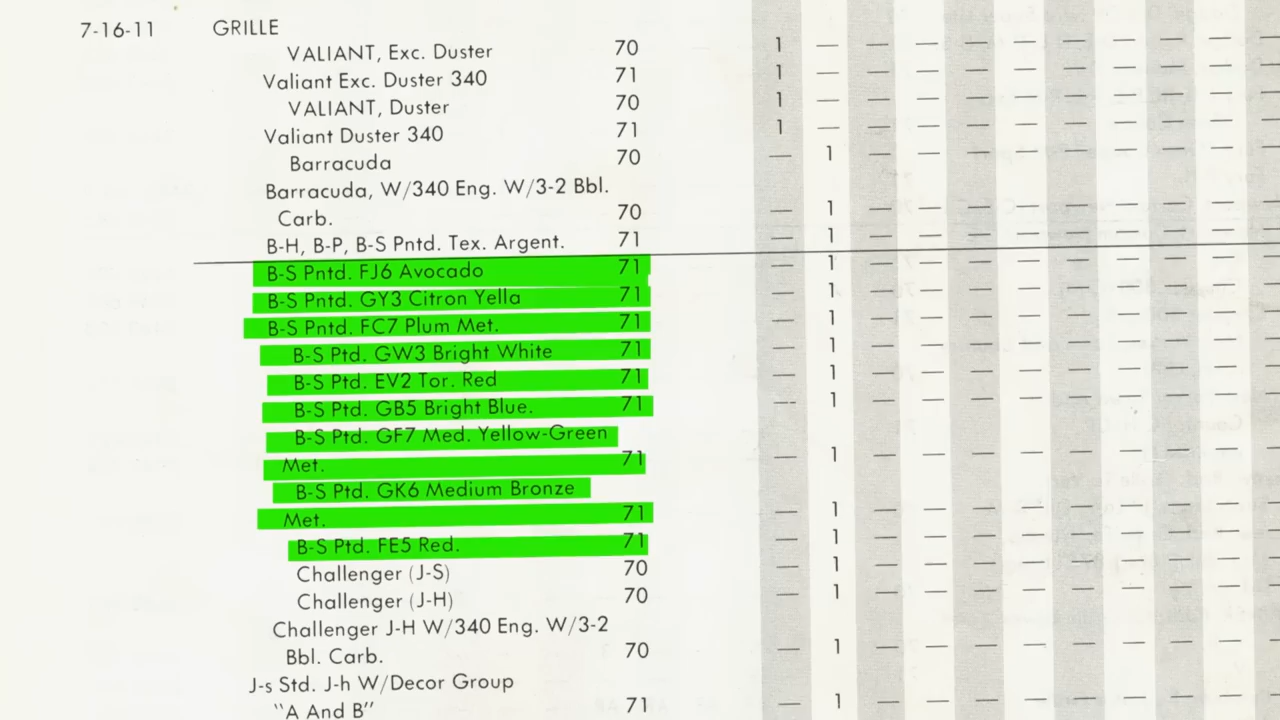 7-16-11 GRILLE
VALIANT, Exc. Duster 70 1 — — — — — — — — —
Valiant Exc. Duster 340 71 1 — — — — — — — — —
VALIANT, Duster 70 1 — — — — — — — — —
Valiant Duster 340 71 1 — — — — — — — — —
Barracuda 70 — 1 — — — — — — — —
Barracuda, W/340 Eng. W/3-2 Bbl.
Carb. 70 — 1 — — — — — — — —
B-H, B-P, B-S Pntd. Tex. Argent. 71 — 1 — — — — — — — —
B-S Pntd. FJ6 Avocado 71 — 1 — — — — — — — —
B-S Pntd. GY3 Citron Yella 71 — 1 — — — — — — — —
B-S Pntd. FC7 Plum Met. 71 — 1 — — — — — — — —
B-S Ptd. GW3 Bright White 71 — 1 — — — — — — — —
B-S Ptd. EV2 Tor. Red 71 — 1 — — — — — — — —
B-S Ptd. GB5 Bright Blue. 71 -- 1 — — — — — — — —
B-S Ptd. GF7 Med. Yellow-Green
Met. 71 — 1 — — — — — — — —
B-S Ptd. GK6 Medium Bronze
Met. 71 — 1 — — — — — — — —
B-S Ptd. FE5 Red. 71 — 1 — — — — — — — —
Challenger (J-S) 70 — 1 — — — — — — — —
Challenger (J-H) 70 — 1 — — — — — — — —
Challenger J-H W/340 Eng. W/3-2
Bbl. Carb. 70 — 1 — — — — — — — —
J-s Std. J-h W/Decor Group
"A And B" 71 — 1 — — — — — — — —